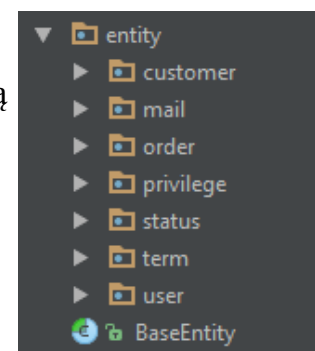 entity
customer
ą
mail
order
privilege
status
term
user
BaseEntity